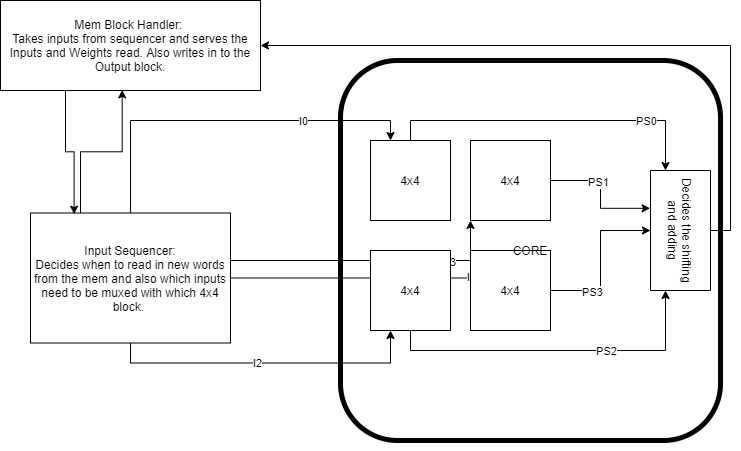 Mem Block Handler:
Takes inputs from sequencer and serves the
Inputs and Weights read. Also writes in to the
Output block.
I0
PS0
4x4
4x4
PS1
Decides the shifting
and adding
Input Sequencer:
Decides when to read in new words
from the mem and also which inputs
need to be muxed with which 4x4
block.
CORE
3
I
4x4
4x4
PS3
PS2
I2